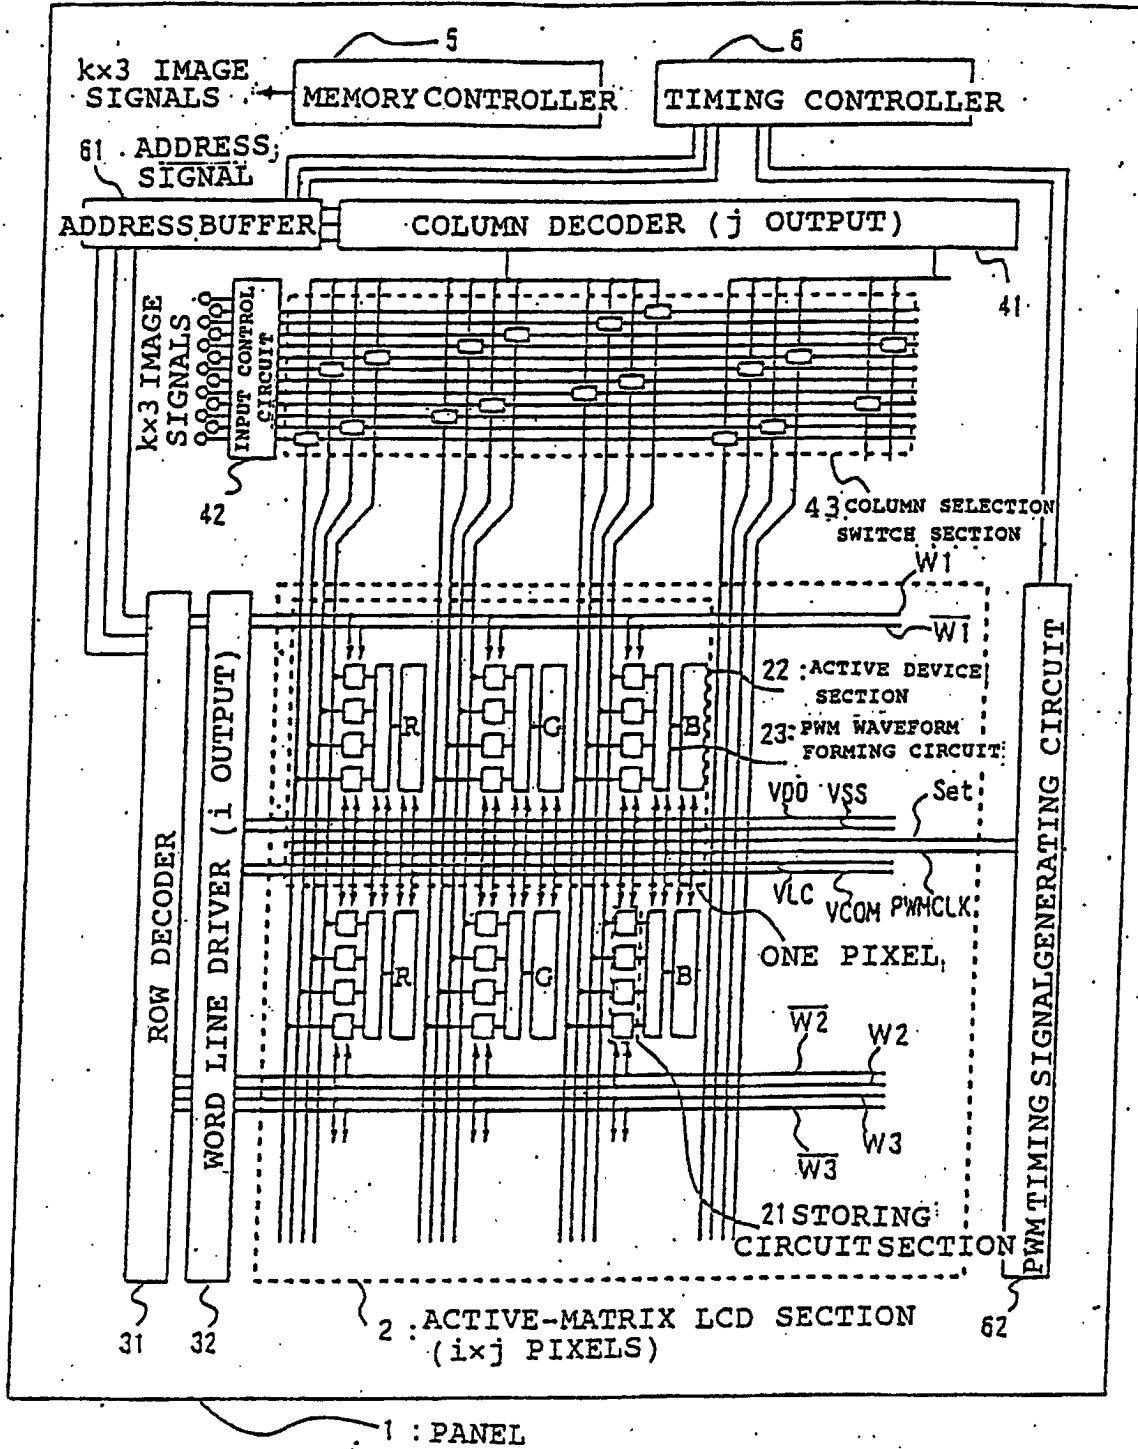 5
6
k×3 IMAGE
SIGNALS
MEMORY CONTROLLER
TIMING CONTROLLER
61
ADDRESS
SIGNAL
ADDRESS BUFFER
COLUMN DECODER (j OUTPUT)
41
k×3 IMAGE
SIGNALS
INPUT CONTROL
CIRCUIT
42
43 COLUMN SELECTION
SWITCH SECTION
W1
W1
22 : ACTIVE DEVICE
SECTION
23: PWM WAVEFORM
FORMING CIRCUIT
R
G
B
VDD
VSS
Set
VLC
VCOM
PWMCLK
ONE PIXEL
R
G
B
W2
W2
W3
W3
21 STORING
CIRCUIT SECTION
ROW DECODER
WORD LINE DRIVER (i OUTPUT)
PWM TIMING SIGNAL GENERATING CIRCUIT
31
32
2 : ACTIVE-MATRIX LCD SECTION
(i×j PIXELS)
62
1 : PANEL